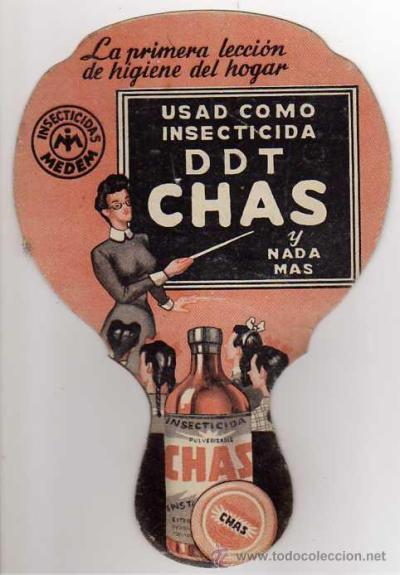 La primera lección
de higiene del hogar
INSECTICIDAS
MEDEM
USAD COMO
INSECTICIDA
DDT
CHAS
y
NADA
MAS
INSECTICIDA
PULVERIZABLE
CHAS
CHAS
www.todocoleccion.net